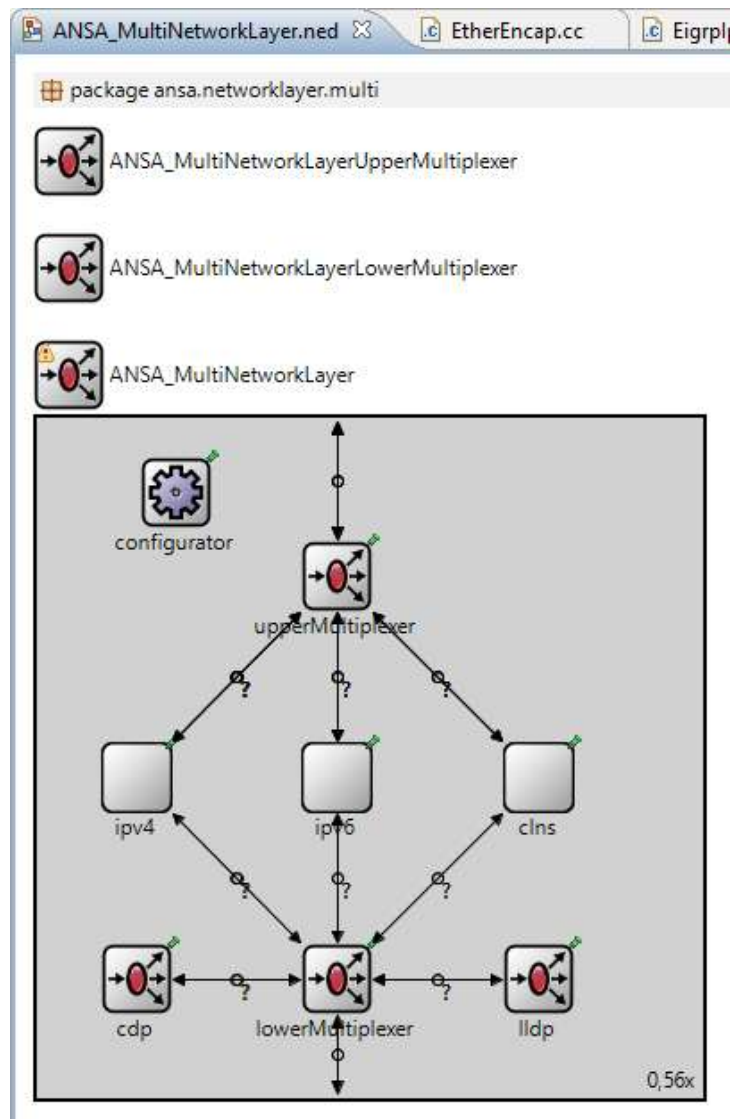 ANSA_MultiNetworkLayer.ned EtherEncap.cc
package ansa.networklayer.multi
ANSA_MultiNetworkLayerUpperMultiplexer
ANSA_MultiNetworkLayerLowerMultiplexer
ANSA_MultiNetworkLayer
configurator
upperMultiplexer
? ? ?
ipv4 ipv6 clns
? ? ?
? ?
cdp lowerMultiplexer lldp
0,56x